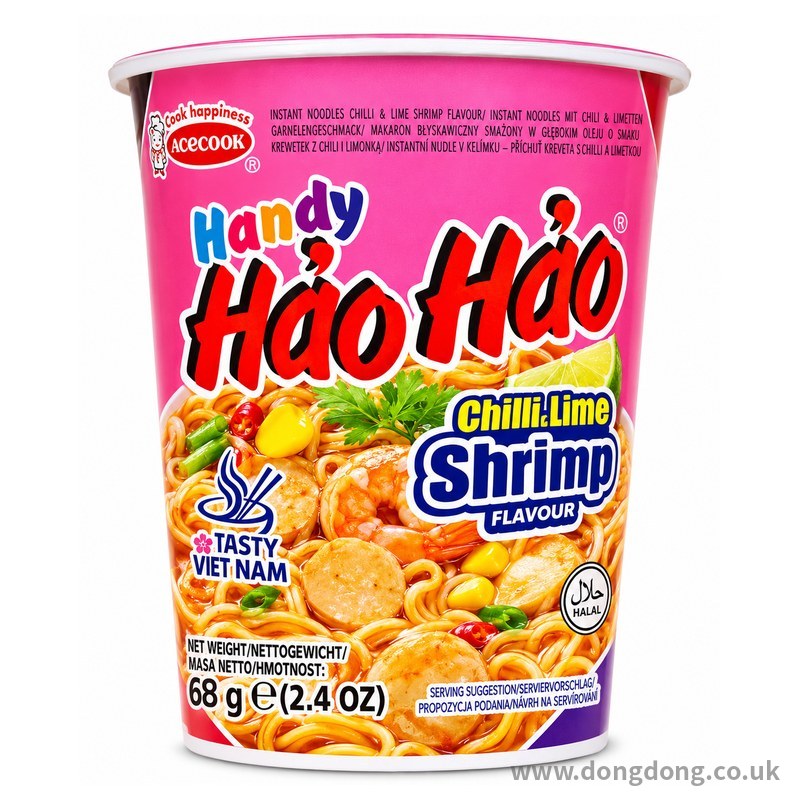 Cook happiness
ACECOOK
®
INSTANT NOODLES CHILLI & LIME SHRIMP FLAVOUR/ INSTANT NOODLES MIT CHILI & LIMETTEN
GARNELENGESCHMACK/ MAKARON BŁYSKAWICZNY SMAŻONY W GŁĘBOKIM OLEJU O SMAKU
KREWETEK Z CHILI I LIMONKĄ/ INSTANTNÍ NUDLE V KELÍMKU – PŘÍCHUŤ KREVETA S CHILLI A LIMETKOU
Handy
Hảo Hảo®
Chilli & Lime
Shrimp
FLAVOUR
TASTY
VIET NAM
حلال
HALAL
NET WEIGHT/NETTOGEWICHT/
MASA NETTO/HMOTNOST:
68 g ℮ (2.4 OZ)
SERVING SUGGESTION/SERVIERVORSCHLAG/
PROPOZYCJA PODANIA/NÁVRH NA SERVÍROVÁNÍ
www.dongdong.co.uk